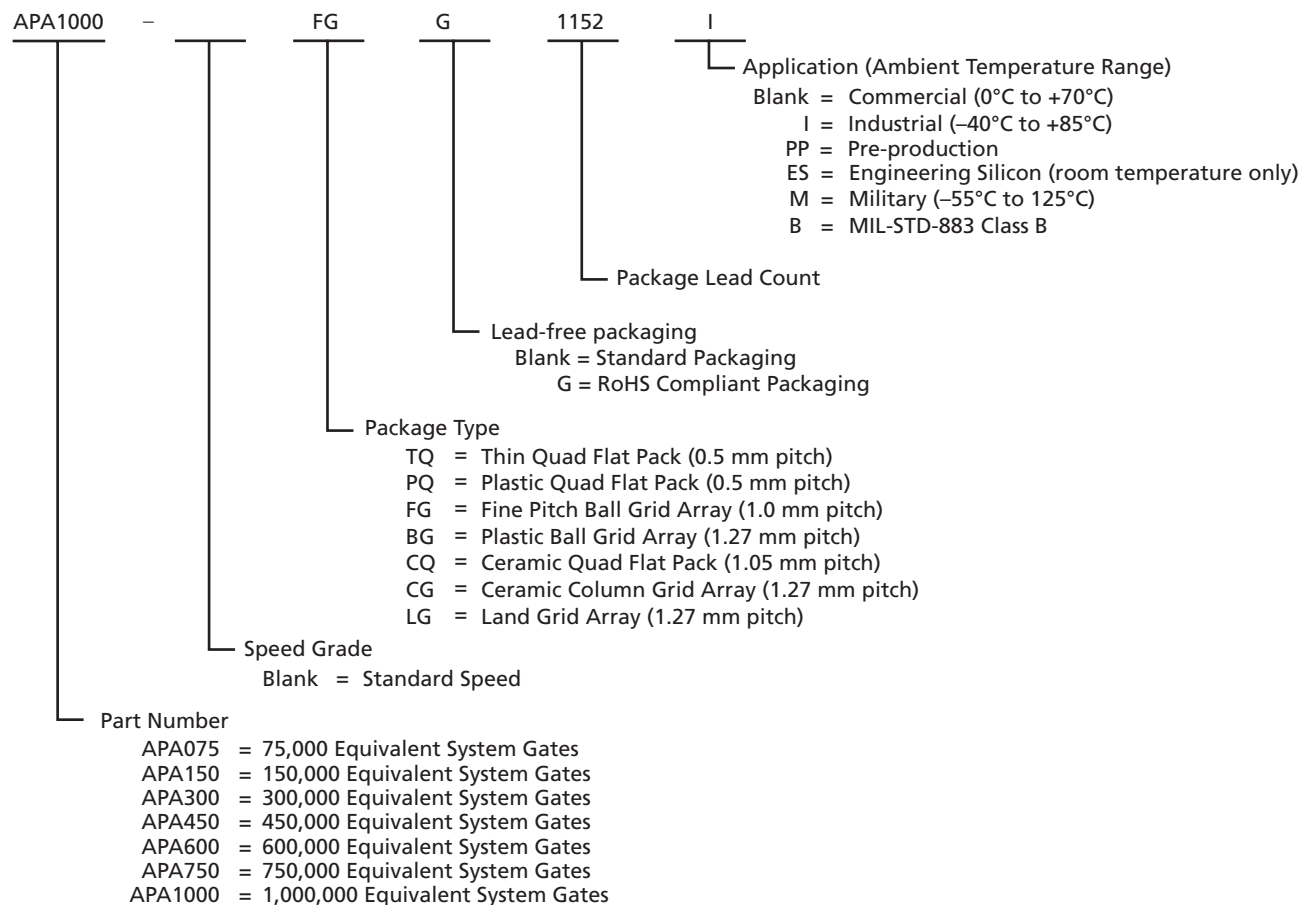 APA1000 – FG G 1152 I
Application (Ambient Temperature Range)
Blank = Commercial (0°C to +70°C)
I = Industrial (–40°C to +85°C)
PP = Pre-production
ES = Engineering Silicon (room temperature only)
M = Military (–55°C to 125°C)
B = MIL-STD-883 Class B
Package Lead Count
Lead-free packaging
Blank = Standard Packaging
G = RoHS Compliant Packaging
Package Type
TQ = Thin Quad Flat Pack (0.5 mm pitch)
PQ = Plastic Quad Flat Pack (0.5 mm pitch)
FG = Fine Pitch Ball Grid Array (1.0 mm pitch)
BG = Plastic Ball Grid Array (1.27 mm pitch)
CQ = Ceramic Quad Flat Pack (1.05 mm pitch)
CG = Ceramic Column Grid Array (1.27 mm pitch)
LG = Land Grid Array (1.27 mm pitch)
Speed Grade
Blank = Standard Speed
Part Number
APA075 = 75,000 Equivalent System Gates
APA150 = 150,000 Equivalent System Gates
APA300 = 300,000 Equivalent System Gates
APA450 = 450,000 Equivalent System Gates
APA600 = 600,000 Equivalent System Gates
APA750 = 750,000 Equivalent System Gates
APA1000 = 1,000,000 Equivalent System Gates